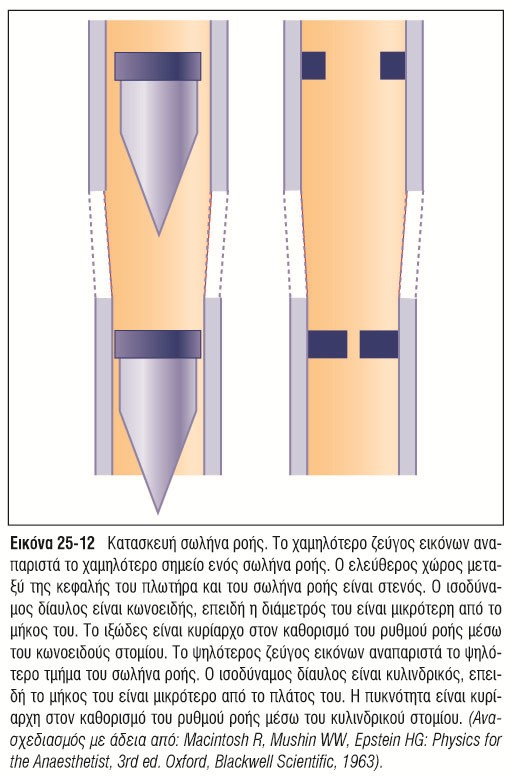 Εικόνα 25-12 Κατασκευή σωλήνα ροής. Το χαμηλότερο ζεύγος εικόνων ανα-
παριστά το χαμηλότερο σημείο ενός σωλήνα ροής. Ο ελεύθερος χώρος μετα-
ξύ της κεφαλής του πλωτήρα και του σωλήνα ροής είναι στενός. Ο ισοδύνα-
μος δίαυλος είναι κωνοειδής, επειδή η διάμετρός του είναι μικρότερη από το
μήκος του. Το ιξώδες είναι κυρίαρχο στον καθορισμό του ρυθμού ροής μέσω
του κωνοειδούς στομίου. Το ψηλότερος ζεύγος εικόνων αναπαριστά το ψηλό-
τερο τμήμα του σωλήνα ροής. Ο ισοδύναμος δίαυλος είναι κυλινδρικός, επει-
δή το μήκος του είναι μικρότερο από το πλάτος του. Η πυκνότητα είναι κυρί-
αρχη στον καθορισμό του ρυθμού ροής μέσω του κυλινδρικού στομίου. (Ανα-
σχεδιασμός με άδεια από: Macintosh R, Mushin WW, Epstein HG: Physics for
the Anaesthetist, 3rd ed. Oxford, Blackwell Scientific, 1963).